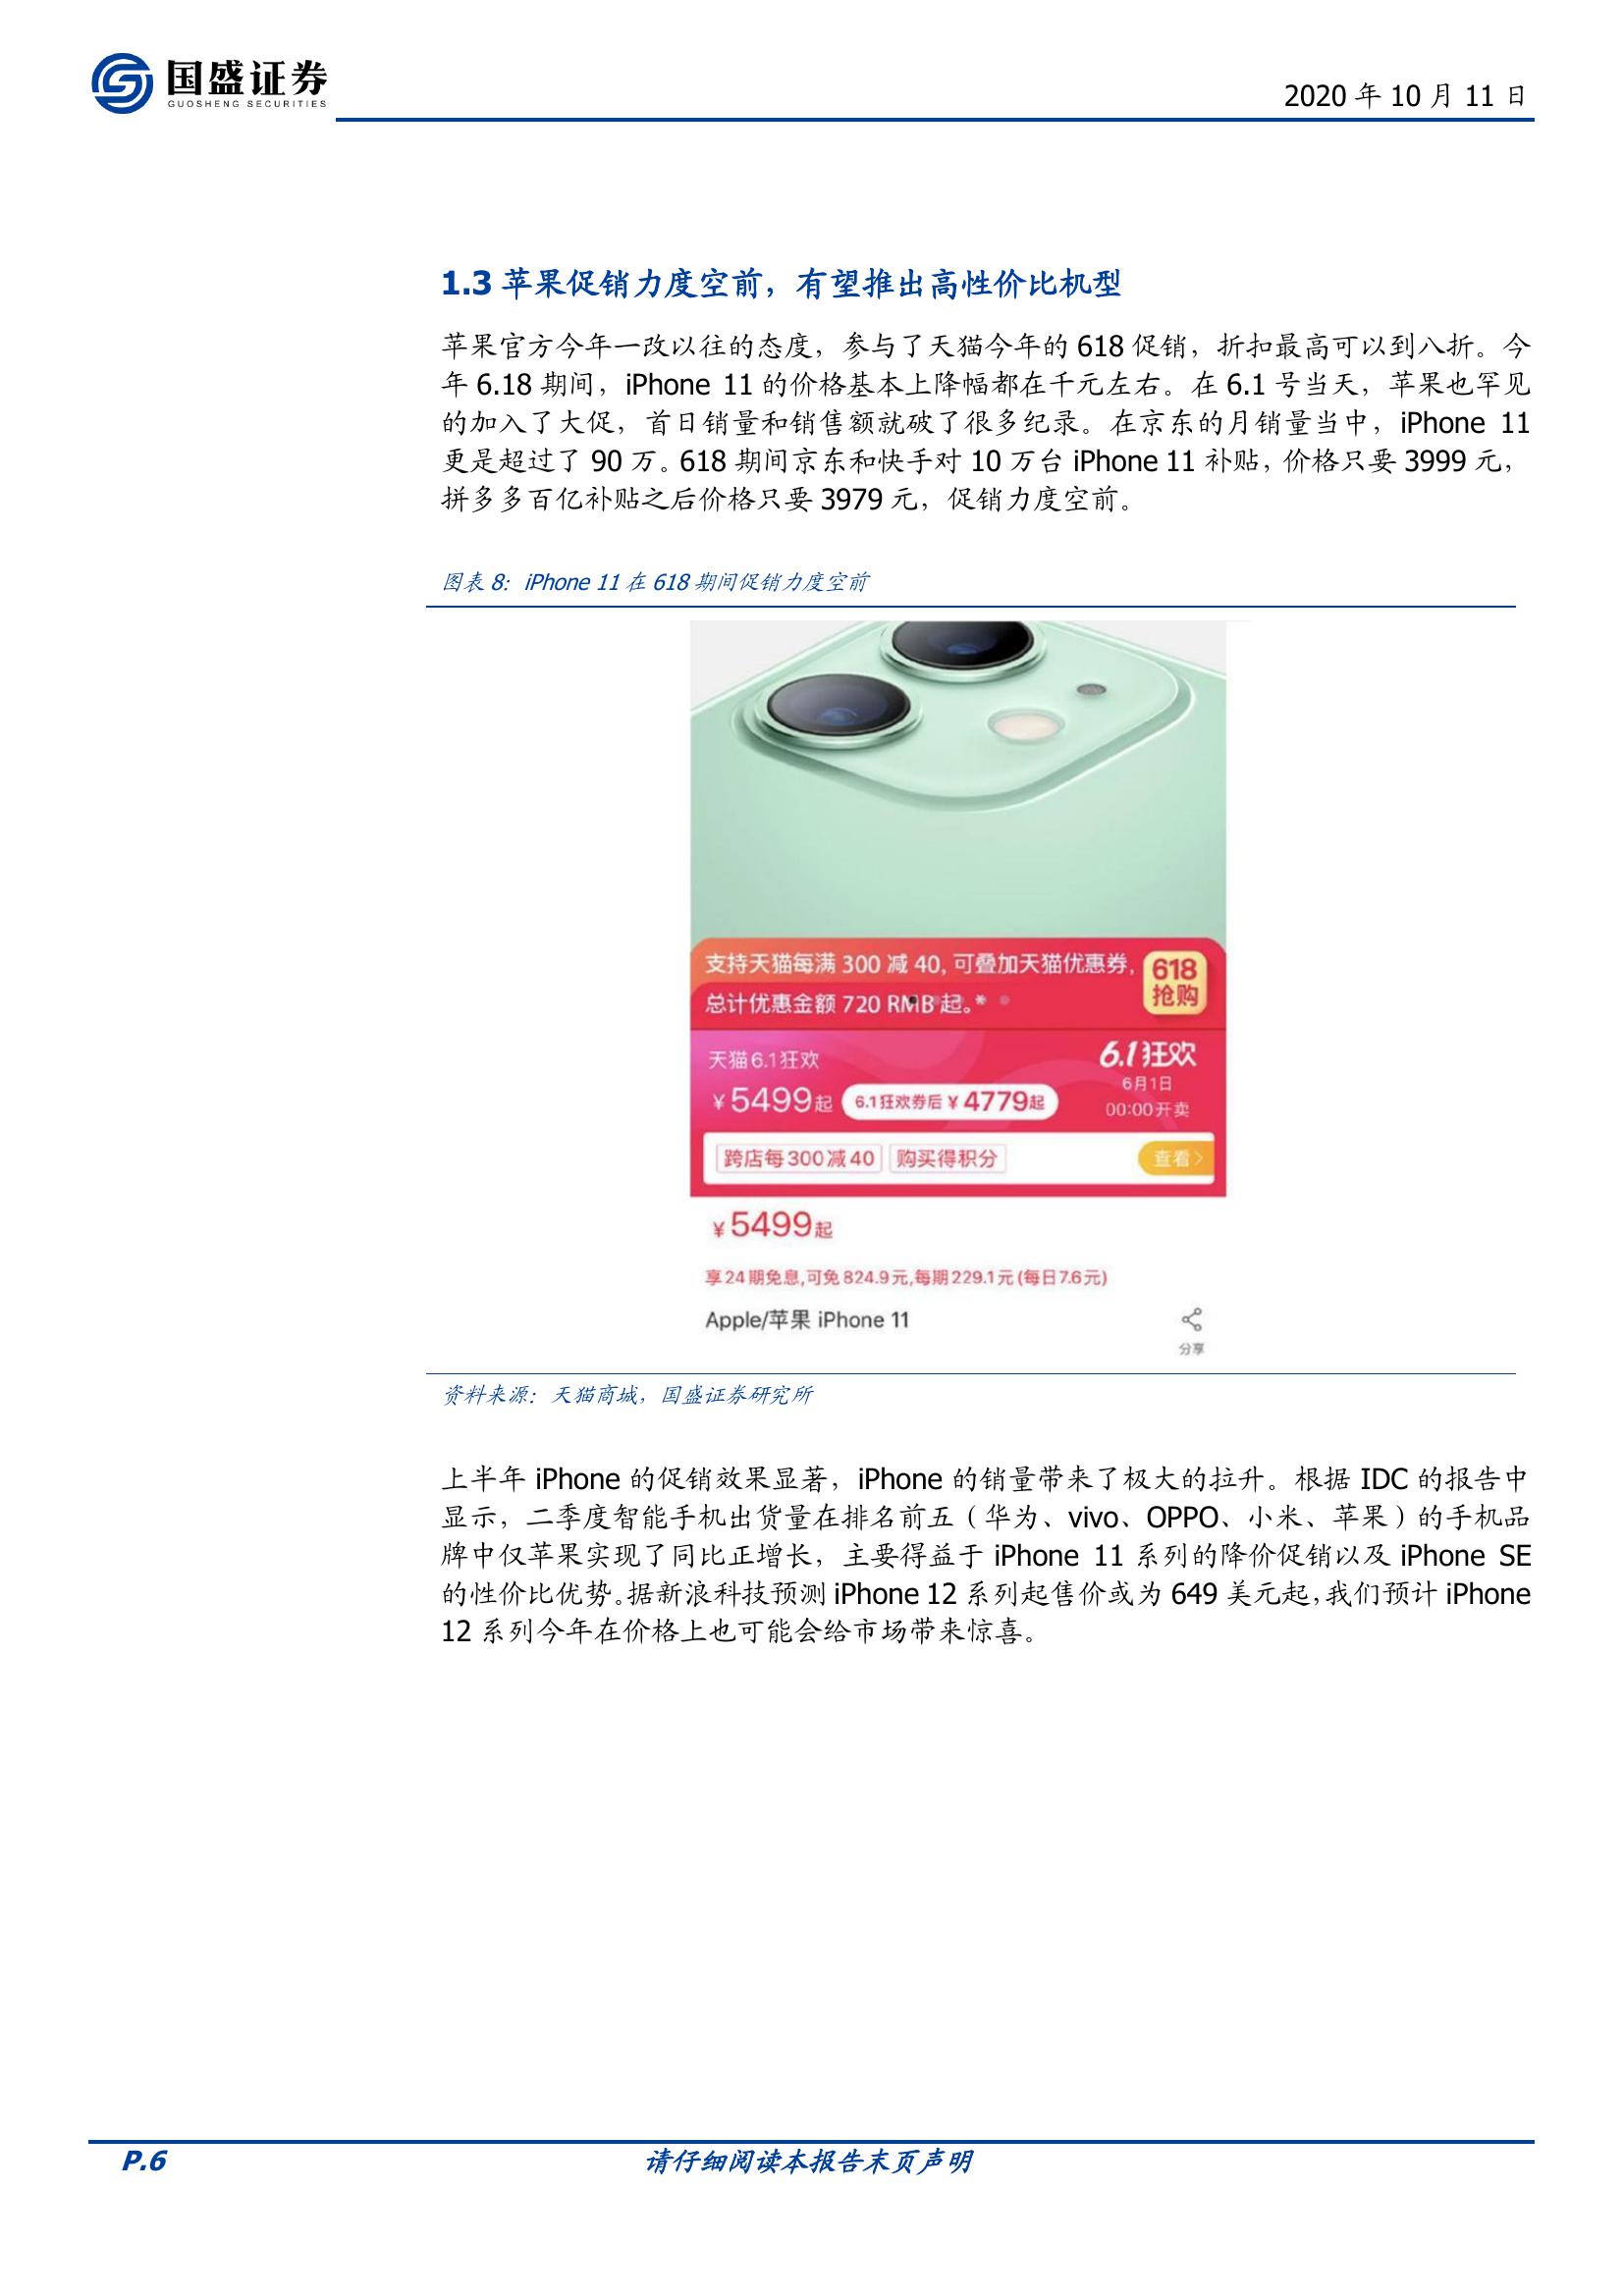 国盛证券
GUOSHENG SECURITIES
2020 年 10 月 11 日
1.3 苹果促销力度空前，有望推出高性价比机型
苹果官方今年一改以往的态度，参与了天猫今年的 618 促销，折扣最高可以到八折。今
年 6.18 期间，iPhone 11 的价格基本上降幅都在千元左右。在 6.1 号当天，苹果也罕见
的加入了大促，首日销量和销售额就破了很多纪录。在京东的月销量当中，iPhone 11
更是超过了 90 万。618 期间京东和快手对 10 万台 iPhone 11 补贴，价格只要 3999 元，
拼多多百亿补贴之后价格只要 3979 元，促销力度空前。
图表 8：iPhone 11 在 618 期间促销力度空前
支持天猫每满 300 减 40, 可叠加天猫优惠券,
总计优惠金额 720 RMB 起。*
618
抢购
天猫6.1狂欢
¥5499起 6.1狂欢券后¥4779起
6.1狂欢
6月1日
00:00开卖
跨店每300减40 购买得积分 查看>
¥5499起
享24期免息,可免824.9元,每期229.1元(每日7.6元)
Apple/苹果 iPhone 11
分享
资料来源：天猫商城，国盛证券研究所
上半年 iPhone 的促销效果显著，iPhone 的销量带来了极大的拉升。根据 IDC 的报告中
显示，二季度智能手机出货量在排名前五（华为、vivo、OPPO、小米、苹果）的手机品
牌中仅苹果实现了同比正增长，主要得益于 iPhone 11 系列的降价促销以及 iPhone SE
的性价比优势。据新浪科技预测 iPhone 12 系列起售价或为 649 美元起，我们预计 iPhone
12 系列今年在价格上也可能会给市场带来惊喜。
P.6
请仔细阅读本报告末页声明